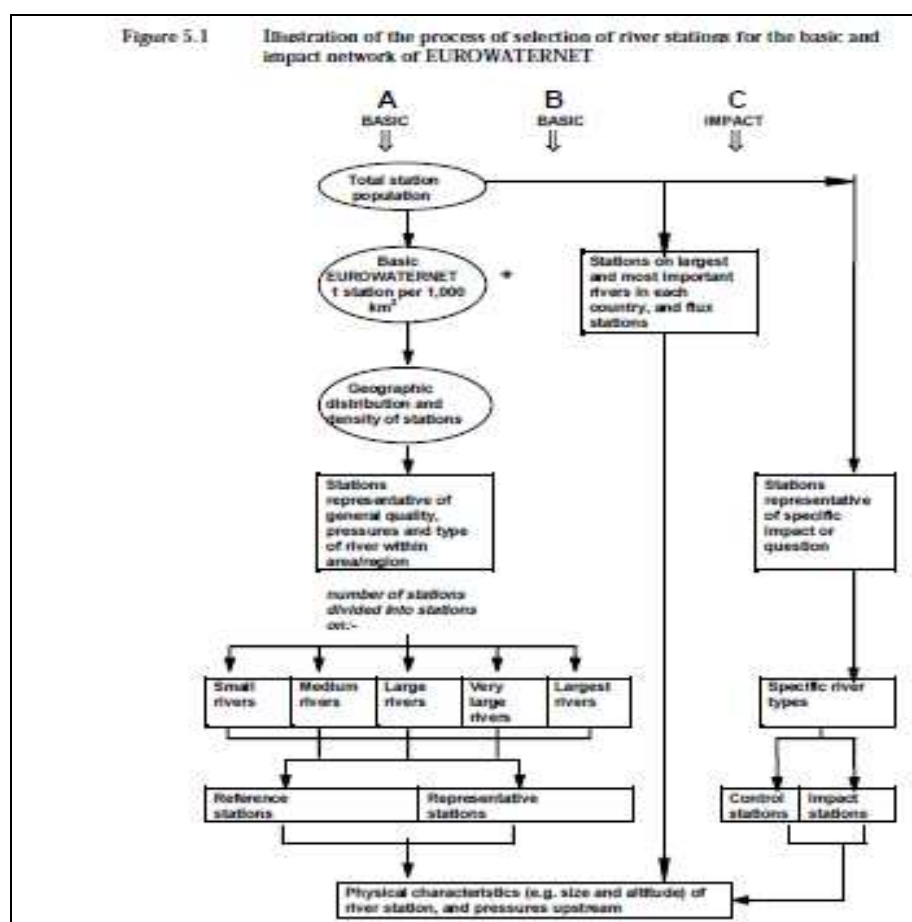 Figure 5.1 Illustration of the process of selection of river stations for the basic and
impact network of EUROWATERNET
A B C
BASIC BASIC IMPACT
Total station
population
Basic
EUROWATERNET
1 station per 1,000
km²
*
Stations on largest
and most important
rivers in each
country, and flux
stations
Geographic
distribution and
density of stations
Stations
representative of
general quality,
pressures and type
of river within
area/region
Stations
representative
of specific
impact or
question
number of stations
divided into stations
on:-
Small
rivers
Medium
rivers
Large
rivers
Very
large
rivers
Largest
rivers
Specific river
types
Reference
stations
Representative
stations
Control
stations
Impact
stations
Physical characteristics (e.g. size and altitude) of
river station, and pressures upstream